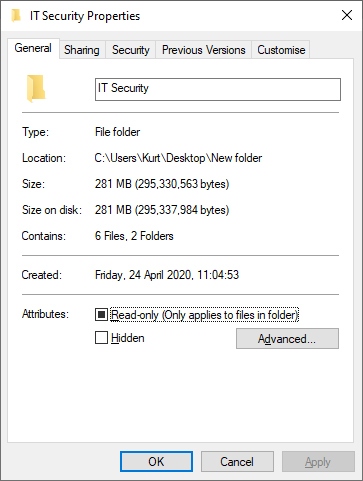 IT Security Properties
General Sharing Security Previous Versions Customise
IT Security
Type: File folder
Location: C:\Users\Kurt\Desktop\New folder
Size: 281 MB (295,330,563 bytes)
Size on disk: 281 MB (295,337,984 bytes)
Contains: 6 Files, 2 Folders
Created: Friday, 24 April 2020, 11:04:53
Attributes: Read-only (Only applies to files in folder)
Hidden Advanced...
OK Cancel Apply